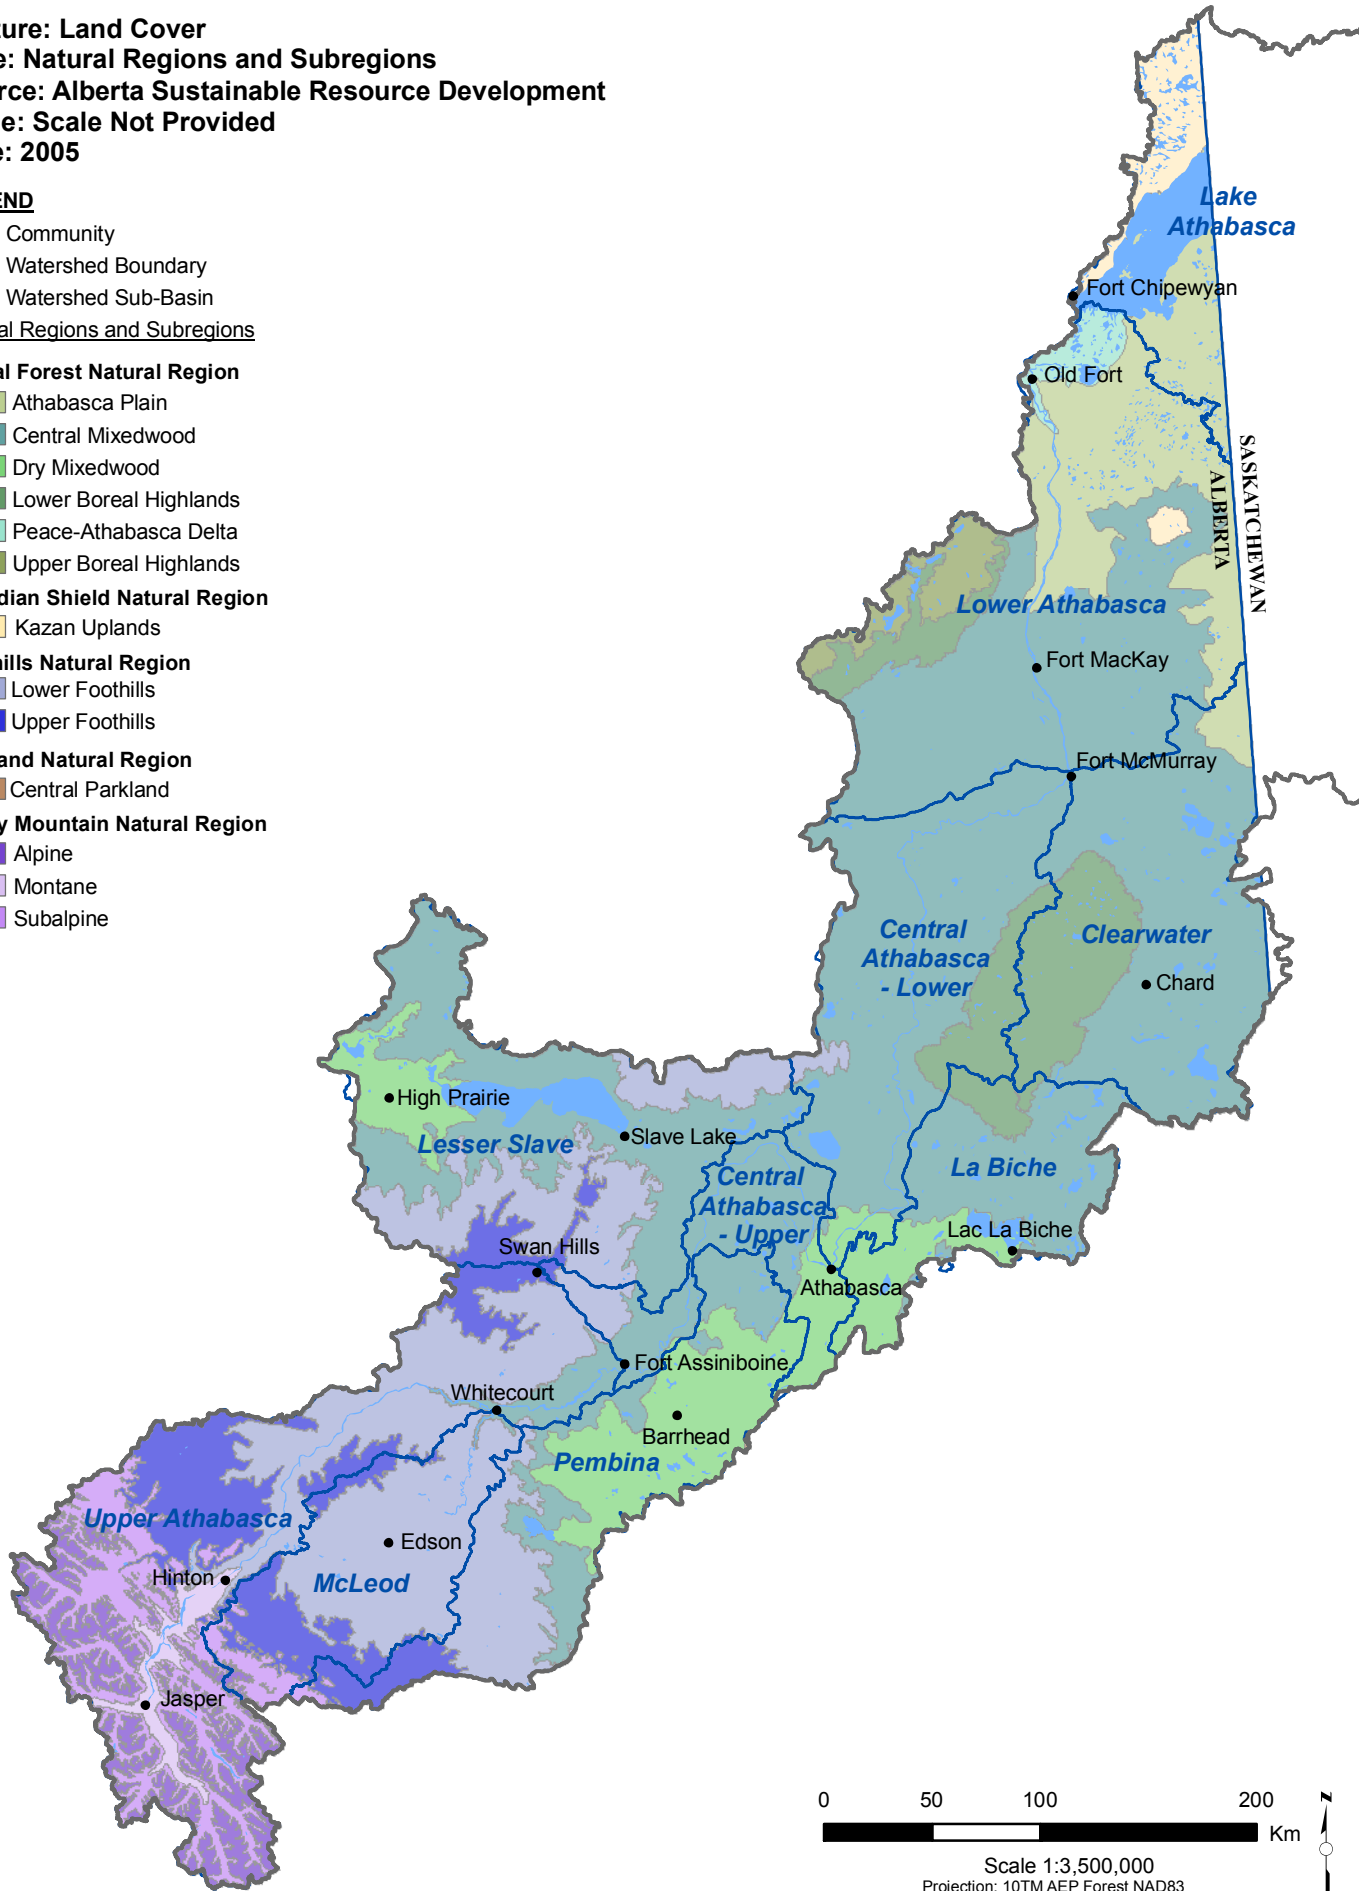 ture: Land Cover
e: Natural Regions and Subregions
rce: Alberta Sustainable Resource Development
e: Scale Not Provided
e: 2005
END
Community
Watershed Boundary
Watershed Sub-Basin
al Regions and Subregions
al Forest Natural Region
Athabasca Plain
Central Mixedwood
Dry Mixedwood
Lower Boreal Highlands
Peace-Athabasca Delta
Upper Boreal Highlands
dian Shield Natural Region
Kazan Uplands
hills Natural Region
Lower Foothills
Upper Foothills
and Natural Region
Central Parkland
y Mountain Natural Region
Alpine
Montane
Subalpine
Lake
Athabasca
Fort Chipewyan
Old Fort
SASKATCHEWAN
ALBERTA
Lower Athabasca
Fort MacKay
Fort McMurray
Central
Athabasca
- Lower
Clearwater
Chard
High Prairie
Lesser Slave
Slave Lake
Central
Athabasca
- Upper
La Biche
Lac La Biche
Swan Hills
Athabasca
Fort Assiniboine
Whitecourt
Barrhead
Pembina
Upper Athabasca
Edson
Hinton
McLeod
Jasper
0 50 100 200
Km
Scale 1:3,500,000
Projection: 10TM AEP Forest NAD83
N